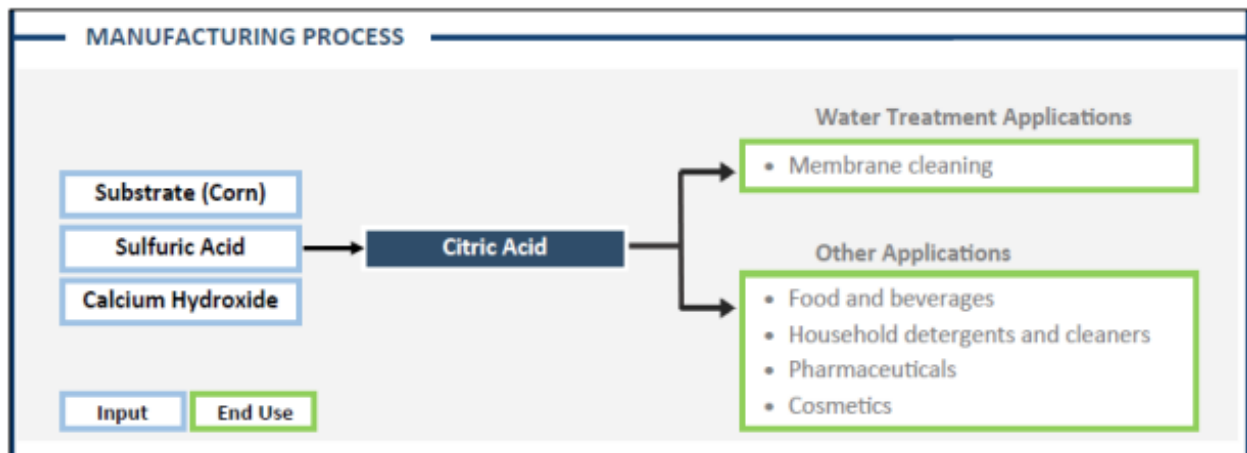 MANUFACTURING PROCESS
Water Treatment Applications
• Membrane cleaning
Substrate (Corn)
Sulfuric Acid
Calcium Hydroxide
Citric Acid
Other Applications
• Food and beverages
• Household detergents and cleaners
• Pharmaceuticals
• Cosmetics
Input
End Use